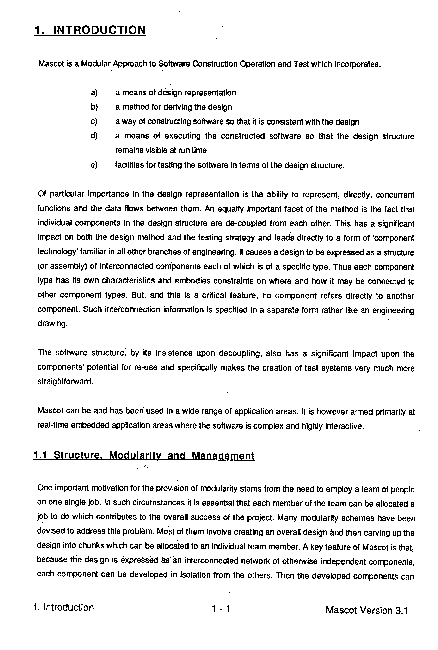 1. INTRODUCTION
Mascot is a Modular Approach to Software Construction Operation and Test which incorporates.
a) a means of design representation
b) a method for deriving the design
c) a way of constructing software so that it is consistent with the design
d) a means of executing the constructed software so that the design structure
remains visible at run time
e) facilities for testing the software in terms of the design structure.
Of particular importance in the design representation is the ability to represent, directly, concurrent
functions and the data flows between them. An equally important facet of the method is the fact that
individual components in the design structure are de-coupled from each other. This has a significant
impact on both the design method and the testing strategy and leads directly to a form of 'component
technology' familiar in all other branches of engineering. It causes a design to be expressed as a structure
(or assembly) of interconnected components each of which is of a specific type. Thus each component
type has its own characteristics and embodies constraints on where and how it may be connected to
other component types. But, and this is a critical feature, no component refers directly to another
component. Such interconnection information is specified in a separate form rather like an engineering
drawing.
The software structure, by its insistence upon decoupling, also has a significant impact upon the
components' potential for re-use and specifically makes the creation of test systems very much more
straightforward.
Mascot can be and has been used in a wide range of application areas. It is however aimed primarily at
real-time embedded application areas where the software is complex and highly interactive.
1.1 Structure, Modularity and Management
One important motivation for the provision of modularity stems from the need to employ a team of people
on one single job. In such circumstances it is essential that each member of the team can be allocated a
job to do which contributes to the overall success of the project. Many modularity schemes have been
devised to address this problem. Most of them involve creating an overall design and then carving up the
design into chunks which can be allocated to an individual team member. A key feature of Mascot is that,
because the design is expressed as an interconnected network of otherwise independent components,
each component can be developed in isolation from the others. Then the developed components can
1. Introduction 1 - 1 Mascot Version 3.1